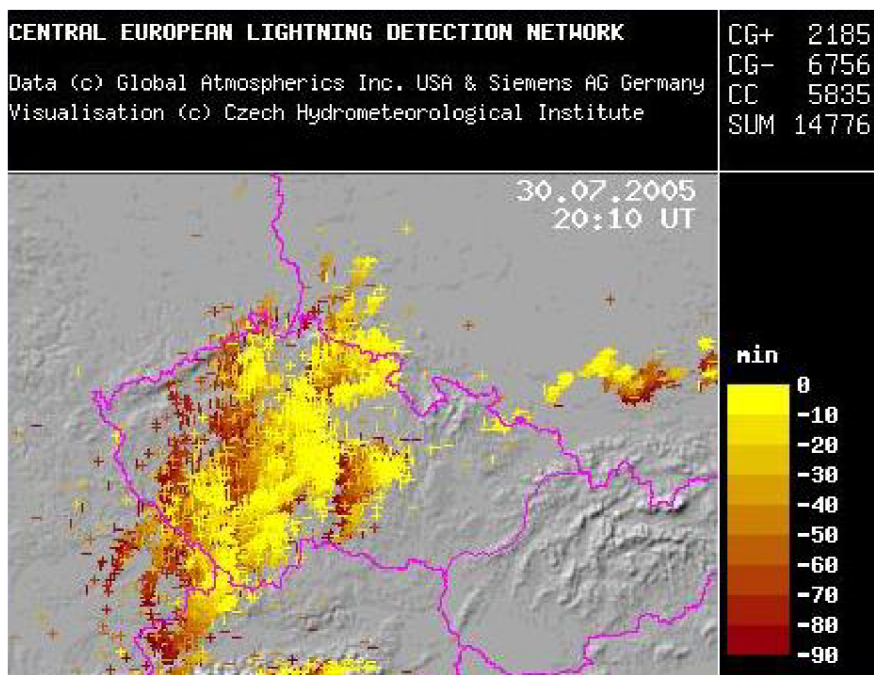 CENTRAL EUROPEAN LIGHTNING DETECTION NETWORK
Data (c) Global Atmospherics Inc. USA & Siemens AG Germany
Visualisation (c) Czech Hydrometeorological Institute
CG+ 2185
CG- 6756
CC 5835
SUM 14776
30.07.2005
20:10 UT
min
0
-10
-20
-30
-40
-50
-60
-70
-80
-90